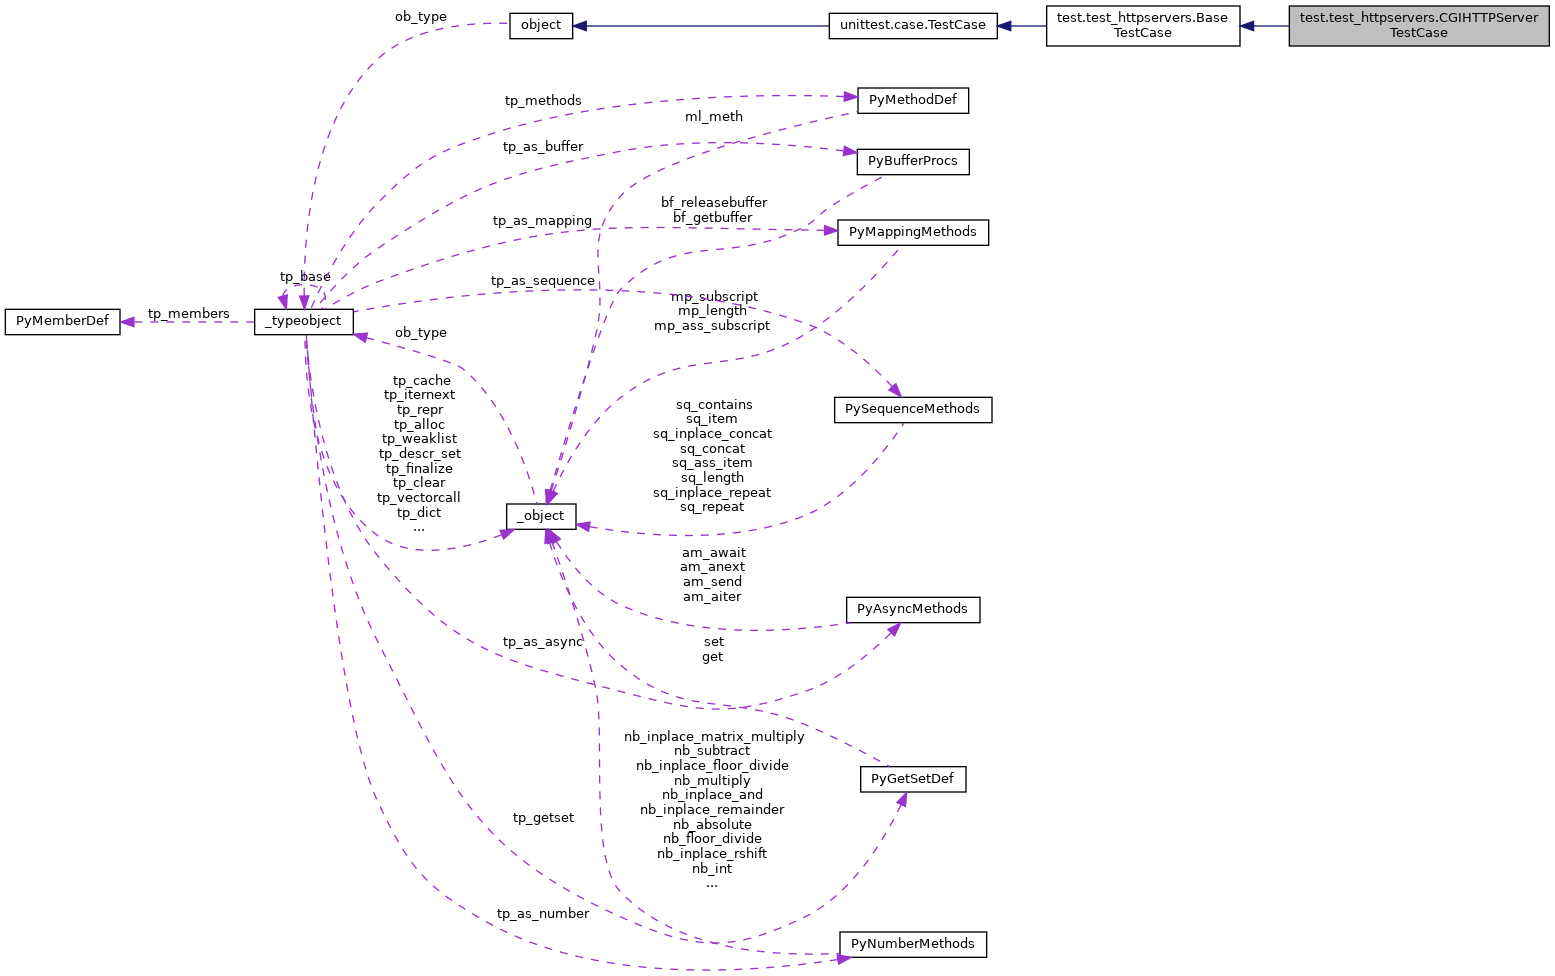 ob_type
object
unittest.case.TestCase
test.test_httpservers.Base
TestCase
test.test_httpservers.CGIHTTPServer
TestCase
tp_methods
PyMethodDef
ml_meth
tp_as_buffer
PyBufferProcs
bf_releasebuffer
bf_getbuffer
tp_as_mapping
PyMappingMethods
tp_base
tp_as_sequence
mp_subscript
mp_length
mp_ass_subscript
PyMemberDef
tp_members
_typeobject
ob_type
tp_cache
tp_iternext
tp_repr
tp_alloc
tp_weaklist
tp_descr_set
tp_finalize
tp_clear
tp_vectorcall
tp_dict
...
sq_contains
sq_item
sq_inplace_concat
sq_concat
sq_ass_item
sq_length
sq_inplace_repeat
sq_repeat
PySequenceMethods
_object
am_await
am_anext
am_send
am_aiter
PyAsyncMethods
tp_as_async
set
get
nb_inplace_matrix_multiply
nb_subtract
nb_inplace_floor_divide
nb_multiply
nb_inplace_and
nb_inplace_remainder
nb_absolute
nb_floor_divide
nb_inplace_rshift
nb_int
...
PyGetSetDef
tp_getset
tp_as_number
PyNumberMethods